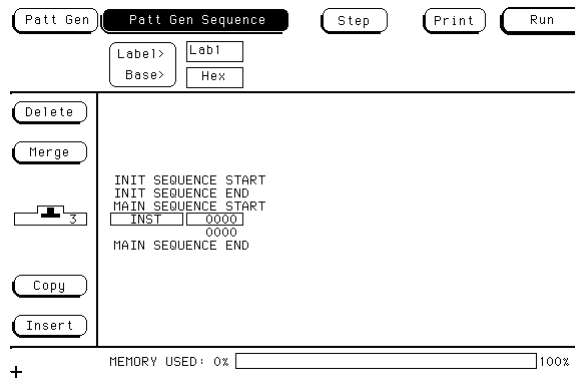 Patt Gen Patt Gen Sequence Step Print Run
Label> Lab1
Base> Hex
Delete
Merge
INIT SEQUENCE START
INIT SEQUENCE END
MAIN SEQUENCE START
3 INST 0000
0000
MAIN SEQUENCE END
Copy
Insert
MEMORY USED: 0% 100%